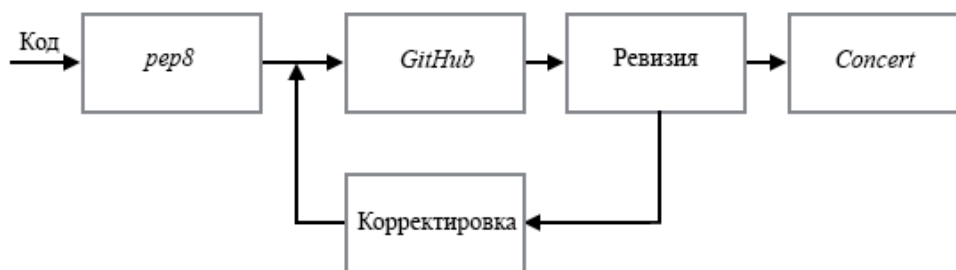 Код
pep8
GitHub
Ревизия
Concert
Корректировка